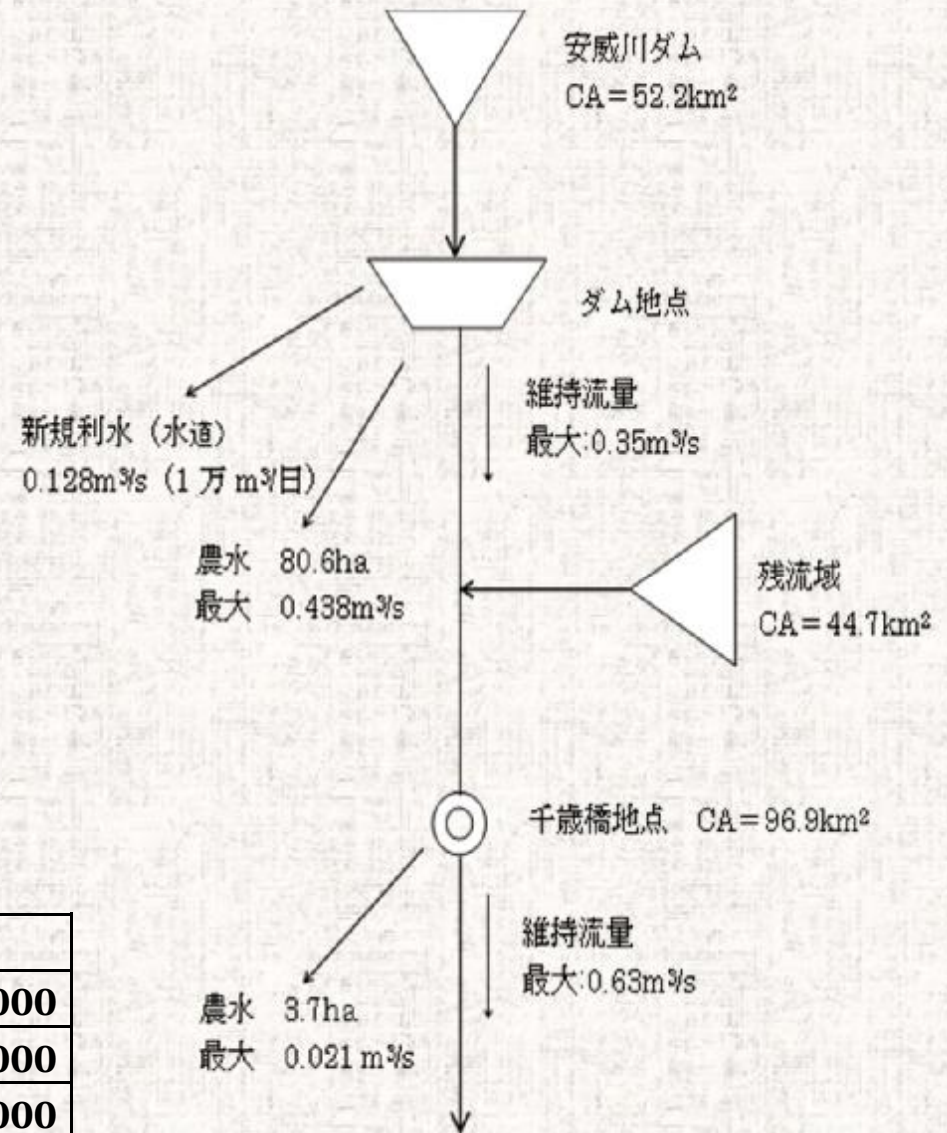 安威川ダム
CA＝52.2km²
ダム地点
維持流量
最大:0.35m³/s
新規利水（水道）
0.128m³/s（1万m³/日）
農水 80.6ha
最大 0.438m³/s
残流域
CA＝44.7km²
千歳橋地点 CA＝96.9km²
維持流量
最大:0.63m³/s
農水 3.7ha
最大 0.021m³/s
000
000
000